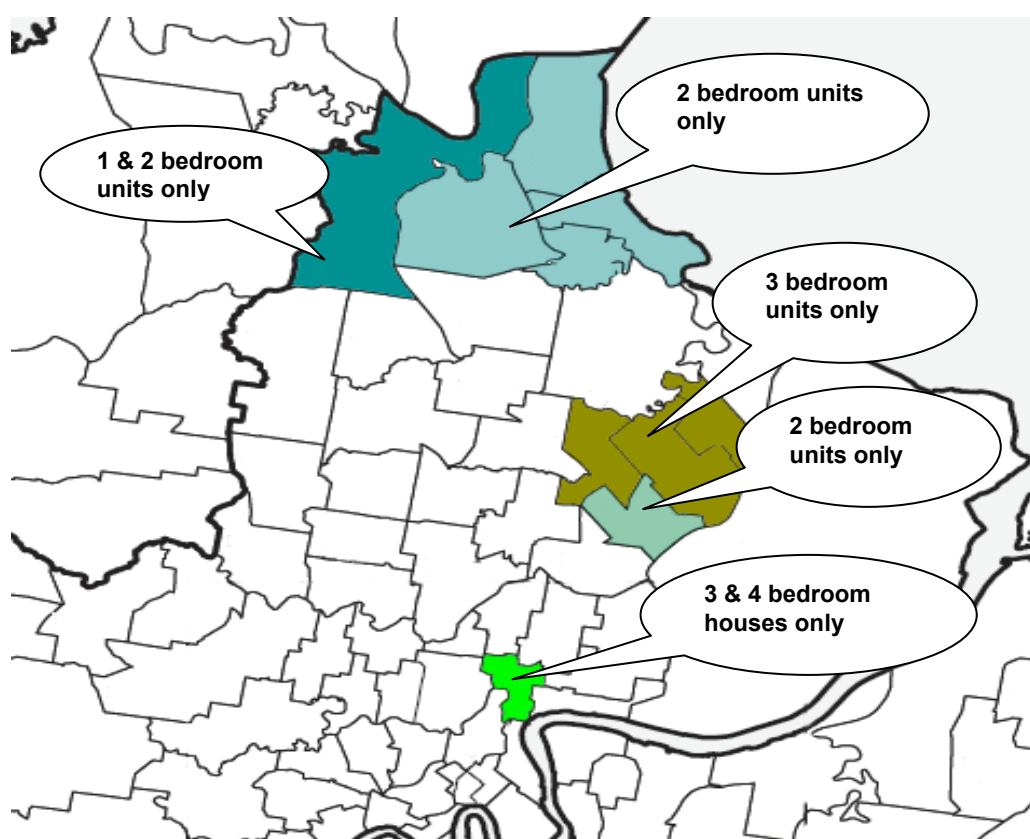 2 bedroom units
only
1 & 2 bedroom
units only
3 bedroom
units only
2 bedroom
units only
3 & 4 bedroom
houses only